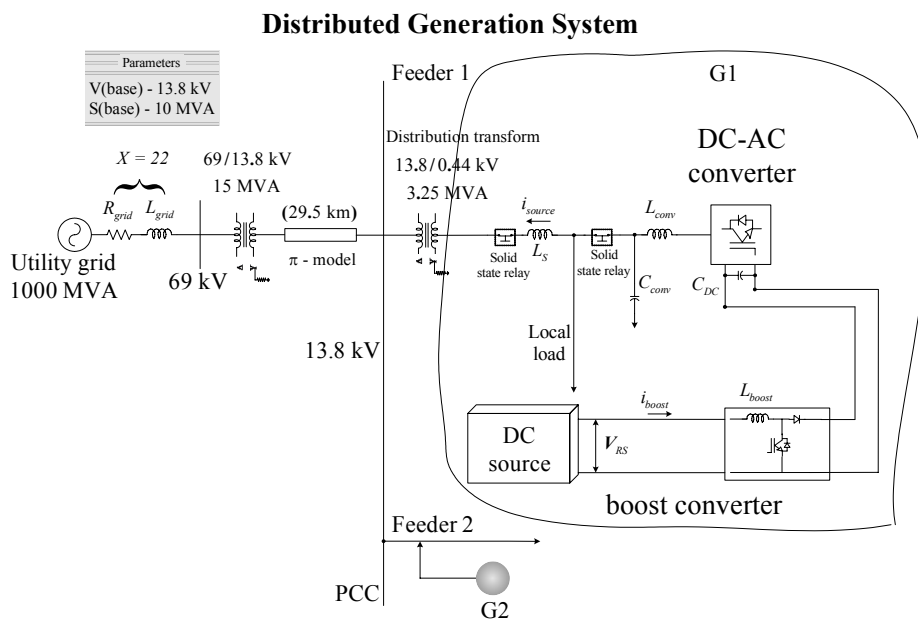 Distributed Generation System
Parameters
V(base) - 13.8 kV
S(base) - 10 MVA
Feeder 1
G1
Distribution transform
13.8/0.44 kV
3.25 MVA
DC-AC
converter
X = 22
R_grid L_grid
69/13.8 kV
15 MVA
(29.5 km)
π - model
Utility grid
1000 MVA
69 kV
i_source
L_S
Solid
state relay
Solid
state relay
L_conv
C_conv
C_DC
Local
load
13.8 kV
DC
source
i_boost
V_RS
L_boost
boost converter
Feeder 2
PCC
G2